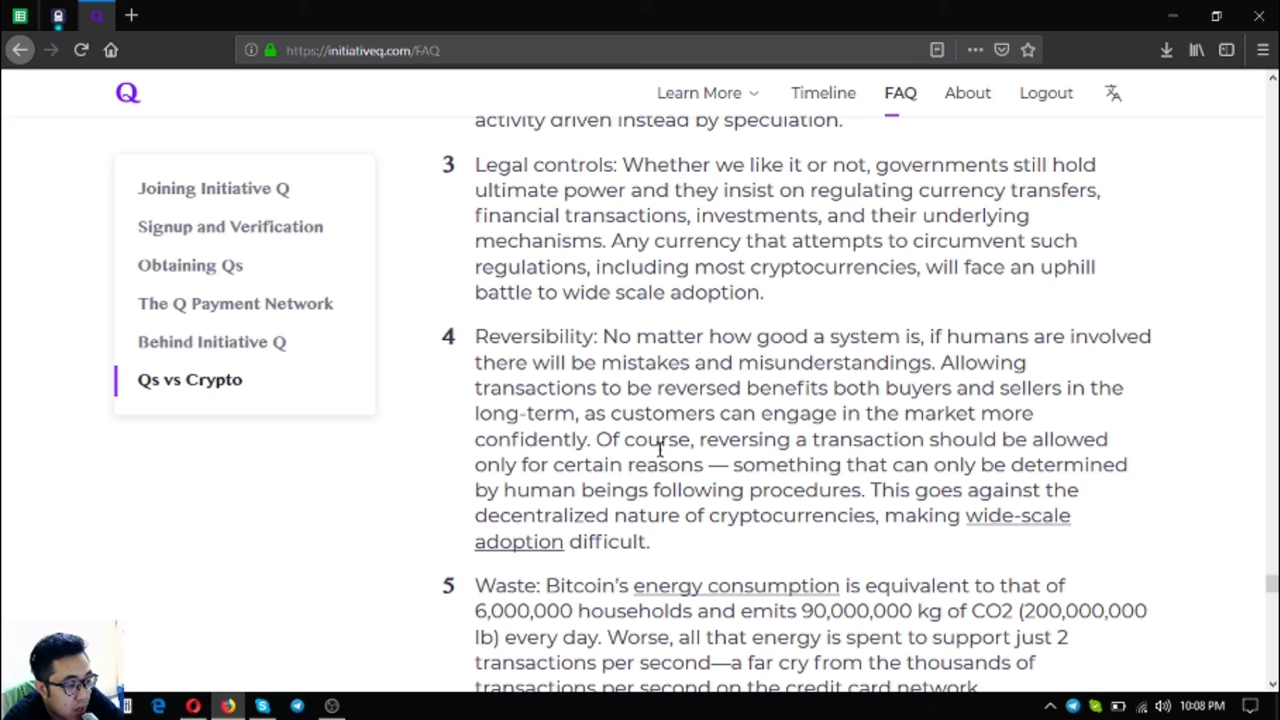 https://initiativeq.com/FAQ
Q
Learn More
Timeline
FAQ
About
Logout
Joining Initiative Q
Signup and Verification
Obtaining Qs
The Q Payment Network
Behind Initiative Q
Qs vs Crypto
activity driven instead by speculation.
3 Legal controls: Whether we like it or not, governments still hold
ultimate power and they insist on regulating currency transfers,
financial transactions, investments, and their underlying
mechanisms. Any currency that attempts to circumvent such
regulations, including most cryptocurrencies, will face an uphill
battle to wide scale adoption.
4 Reversibility: No matter how good a system is, if humans are involved
there will be mistakes and misunderstandings. Allowing
transactions to be reversed benefits both buyers and sellers in the
long-term, as customers can engage in the market more
confidently. Of course, reversing a transaction should be allowed
only for certain reasons — something that can only be determined
by human beings following procedures. This goes against the
decentralized nature of cryptocurrencies, making wide-scale
adoption difficult.
5 Waste: Bitcoin's energy consumption is equivalent to that of
6,000,000 households and emits 90,000,000 kg of CO2 (200,000,000
lb) every day. Worse, all that energy is spent to support just 2
transactions per second—a far cry from the thousands of
transactions per second on the credit card network.
10:08 PM